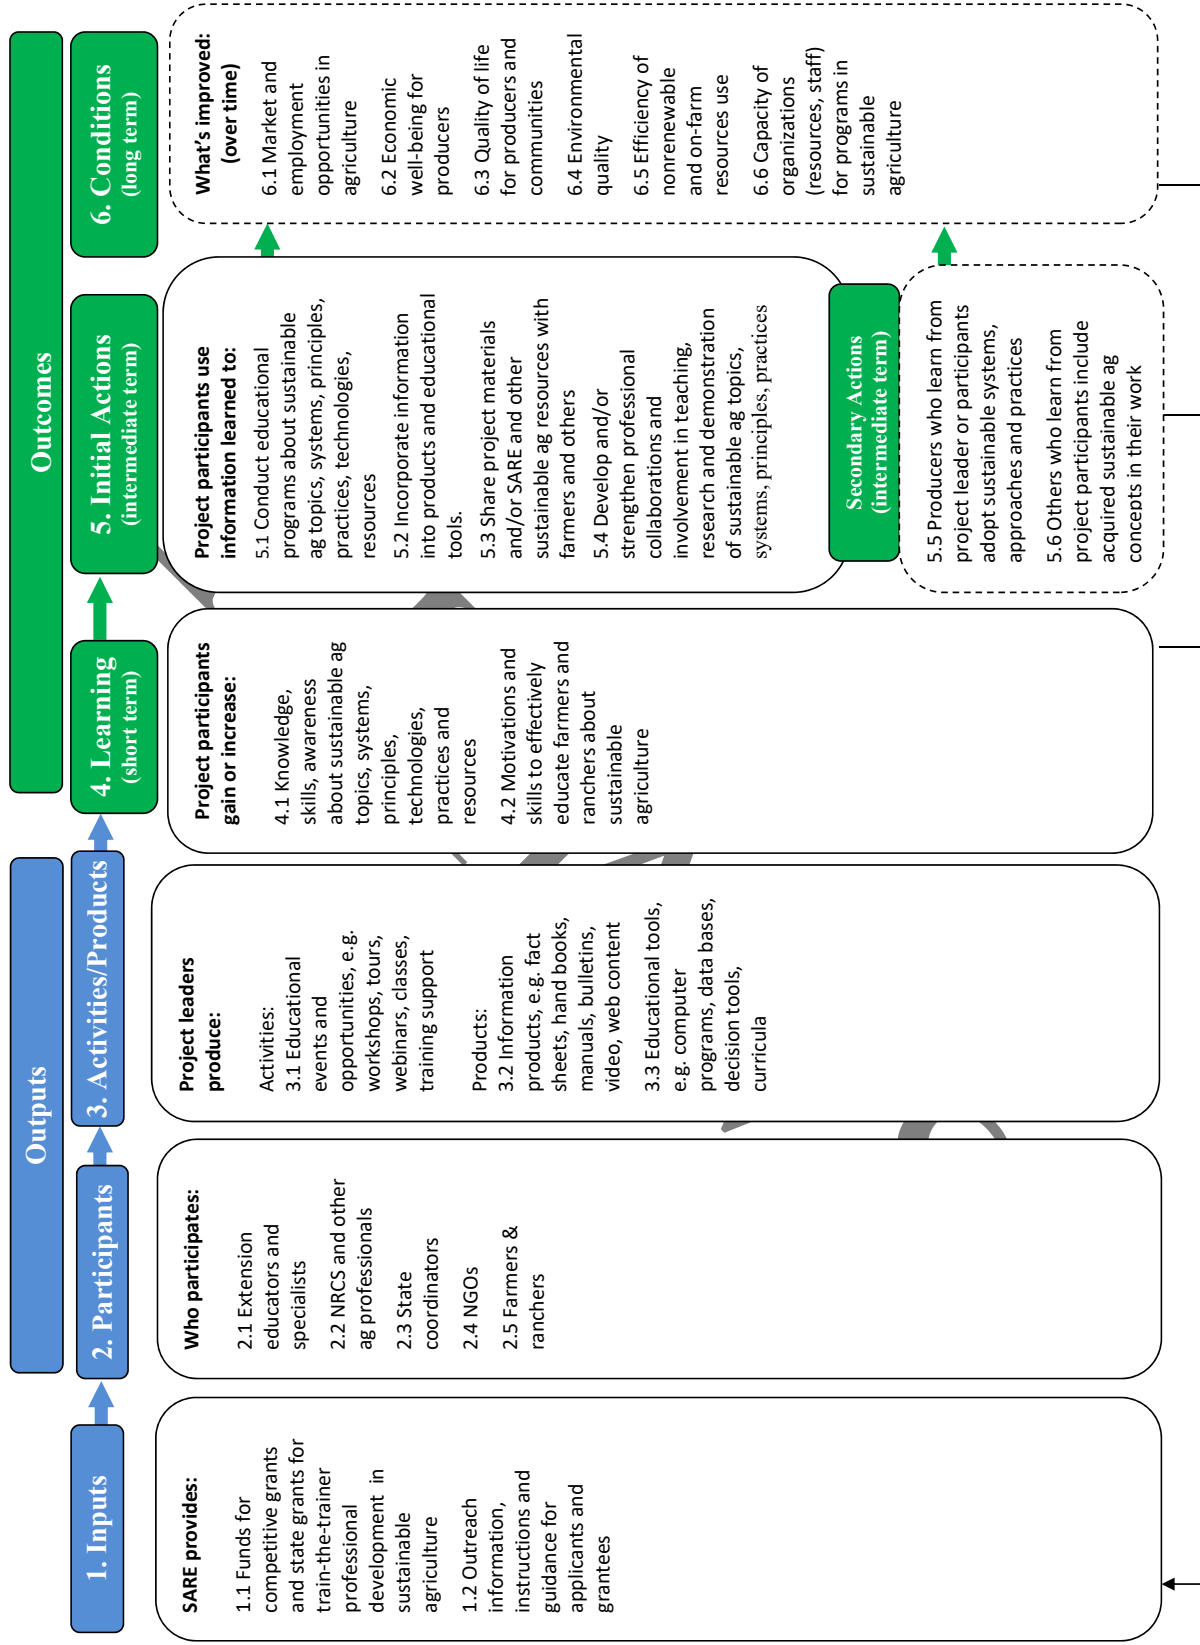 Outputs
Outcomes
1. Inputs
2. Participants
3. Activities/Products
4. Learning
(short term)
5. Initial Actions
(intermediate term)
6. Conditions
(long term)
SARE provides:
1.1 Funds for
competitive grants
and state grants for
train-the-trainer
professional
development in
sustainable
agriculture
1.2 Outreach
information,
instructions and
guidance for
applicants and
grantees
Who participates:
2.1 Extension
educators and
specialists
2.2 NRCS and other
ag professionals
2.3 State
coordinators
2.4 NGOs
2.5 Farmers &
ranchers
Project leaders
produce:
Activities:
3.1 Educational
events and
opportunities, e.g.
workshops, tours,
webinars, classes,
training support
Products:
3.2 Information
products, e.g. fact
sheets, hand books,
manuals, bulletins,
video, web content
3.3 Educational tools,
e.g. computer
programs, data bases,
decision tools,
curricula
Project participants
gain or increase:
4.1 Knowledge,
skills, awareness
about sustainable ag
topics, systems,
principles,
technologies,
practices and
resources
4.2 Motivations and
skills to effectively
educate farmers and
ranchers about
sustainable
agriculture
Project participants use
information learned to:
5.1 Conduct educational
programs about sustainable
ag topics, systems, principles,
practices, technologies,
resources
5.2 Incorporate information
into products and educational
tools.
5.3 Share project materials
and/or SARE and other
sustainable ag resources with
farmers and others
5.4 Develop and/or
strengthen professional
collaborations and
involvement in teaching,
research and demonstration
of sustainable ag topics,
systems, principles, practices
Secondary Actions
(intermediate term)
5.5 Producers who learn from
project leader or participants
adopt sustainable systems,
approaches and practices
5.6 Others who learn from
project participants include
acquired sustainable ag
concepts in their work
What's improved:
(over time)
6.1 Market and
employment
opportunities in
agriculture
6.2 Economic
well-being for
producers
6.3 Quality of life
for producers and
communities
6.4 Environmental
quality
6.5 Efficiency of
nonrenewable
and on-farm
resources use
6.6 Capacity of
organizations
(resources, staff)
for programs in
sustainable
agriculture